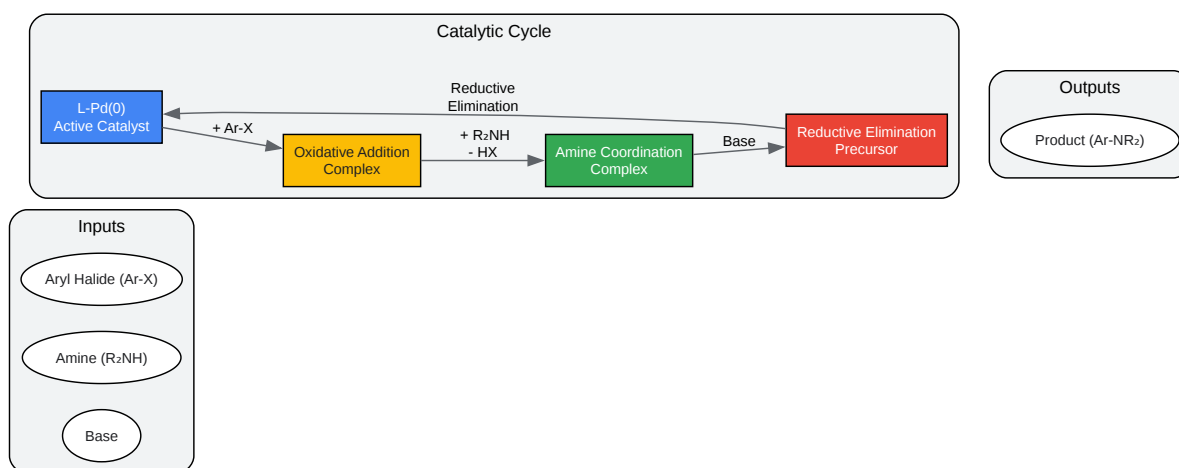 Catalytic Cycle
L-Pd(0)
Active Catalyst
+ Ar-X
Oxidative Addition
Complex
+ R₂NH
- HX
Amine Coordination
Complex
Base
Reductive Elimination
Precursor
Reductive
Elimination
Outputs
Product (Ar-NR₂)
Inputs
Aryl Halide (Ar-X)
Amine (R₂NH)
Base